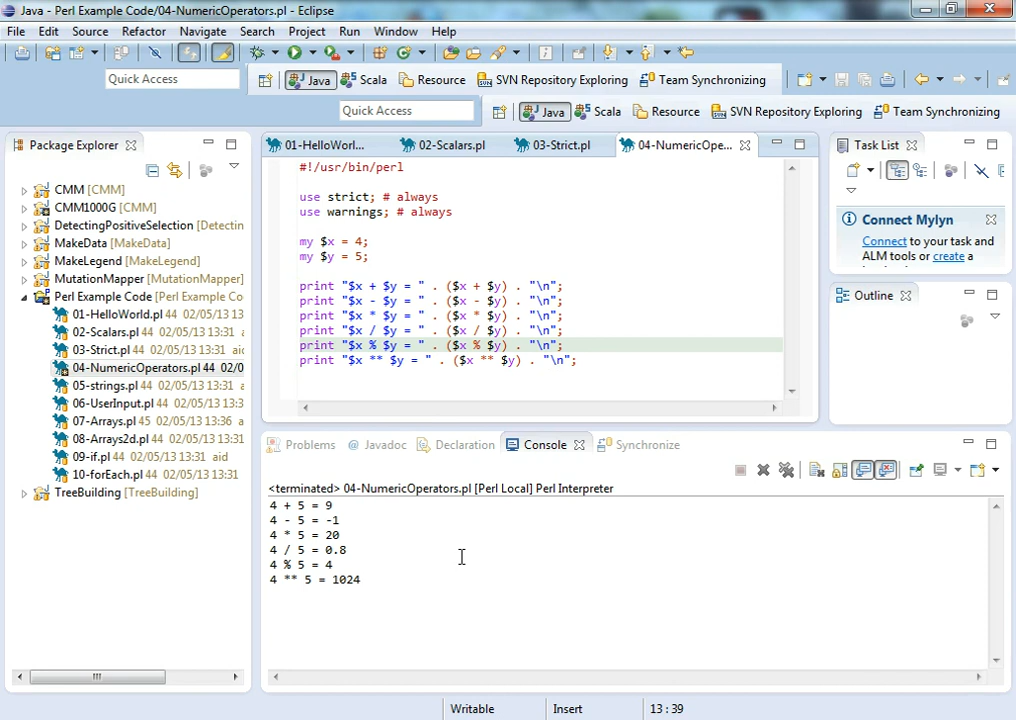 Java - Perl Example Code/04-NumericOperators.pl - Eclipse
File Edit Source Refactor Navigate Search Project Run Window Help
Quick Access Java Scala Resource SVN Repository Exploring Team Synchronizing
Quick Access Java Scala Resource SVN Repository Exploring Team Synchronizing
Package Explorer
CMM [CMM]
CMM1000G [CMM]
DetectingPositiveSelection [Detectin
MakeData [MakeData]
MakeLegend [MakeLegend]
MutationMapper [MutationMapper]
Perl Example Code [Perl Example Co
01-HelloWorld.pl 44 02/05/13
02-Scalars.pl 44 02/05/13 13:31 a
03-Strict.pl 44 02/05/13 13:31 aid
04-NumericOperators.pl 44 02/0
05-strings.pl 44 02/05/13 13:31
06-UserInput.pl 44 02/05/13 13:3
07-Arrays.pl 45 02/05/13 13:36 a
08-Arrays2d.pl 44 02/05/13 13:31
09-if.pl 44 02/05/13 13:31 aid
10-forEach.pl 44 02/05/13 13:31
TreeBuilding [TreeBuilding]
01-HelloWorl... 02-Scalars.pl 03-Strict.pl 04-NumericOpe...
#!/usr/bin/perl
use strict; # always
use warnings; # always
my $x = 4;
my $y = 5;
print "$x + $y = " . ($x + $y) . "\n";
print "$x - $y = " . ($x - $y) . "\n";
print "$x * $y = " . ($x * $y) . "\n";
print "$x / $y = " . ($x / $y) . "\n";
print "$x % $y = " . ($x % $y) . "\n";
print "$x ** $y = " . ($x ** $y) . "\n";
Task List
Connect Mylyn
Connect to your task and
ALM tools or create a
Outline
Problems Javadoc Declaration Console Synchronize
<terminated> 04-NumericOperators.pl [Perl Local] Perl Interpreter
4 + 5 = 9
4 - 5 = -1
4 * 5 = 20
4 / 5 = 0.8
4 % 5 = 4
4 ** 5 = 1024
Writable Insert 13 : 39